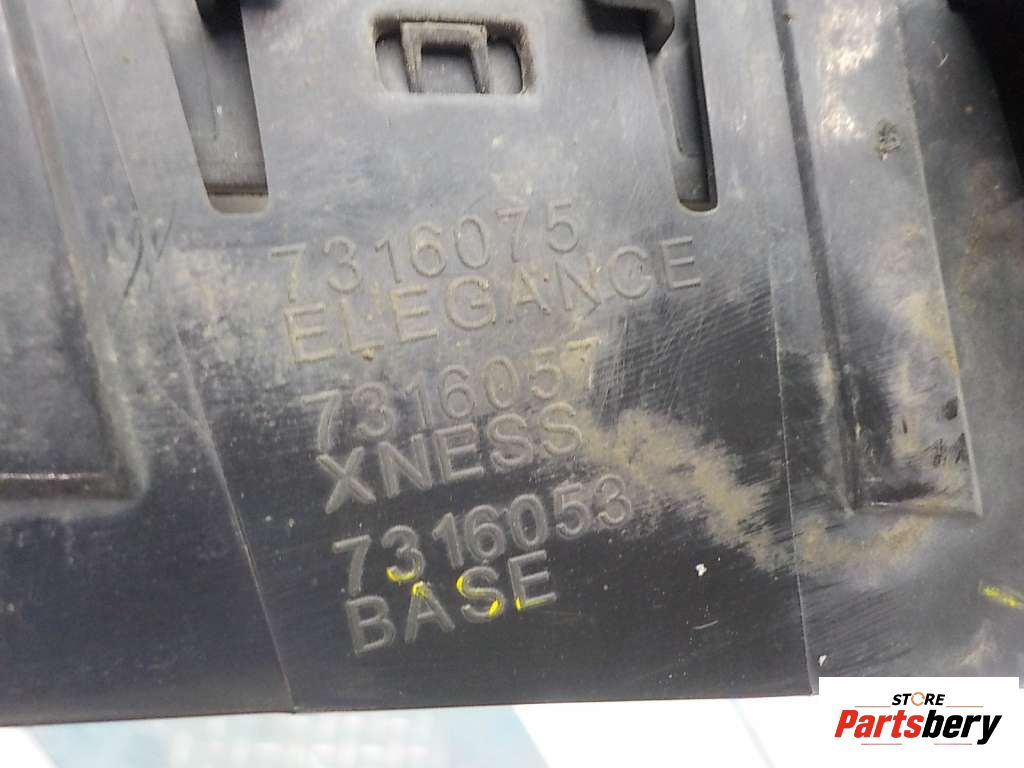 7316075
ELEGANCE
7316057
XNESS
7316053
BASE
STORE
Partsbery